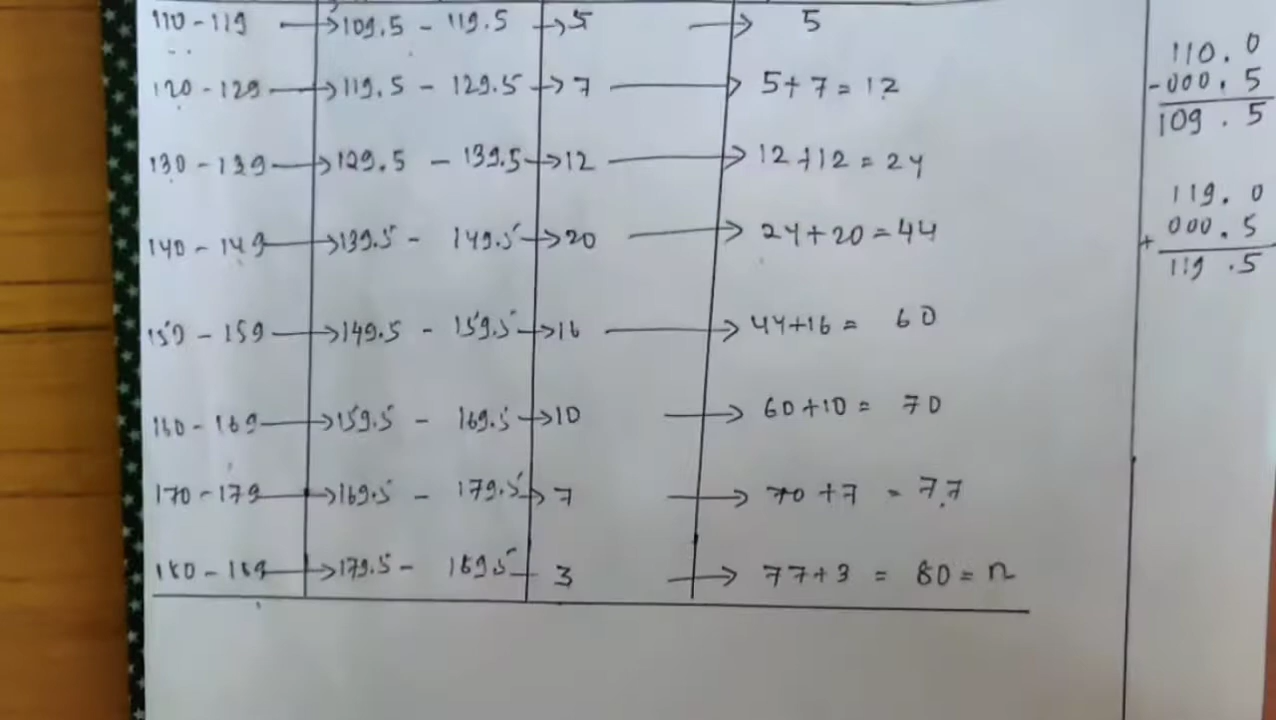 110-119 → 109.5 - 119.5 → 5 → 5
120-129 → 119.5 - 129.5 → 7 → 5+7=12
130-139 → 129.5 - 139.5 → 12 → 12+12=24
140-149 → 139.5 - 149.5 → 20 → 24+20=44
150-159 → 149.5 - 159.5 → 16 → 44+16= 60
160-169 → 159.5 - 169.5 → 10 → 60+10= 70
170-179 → 169.5 - 179.5 → 7 → 70+7 = 77
180-189 → 179.5 - 189.5 3 → 77+3 = 80=n
110.0
-000.5
109.5
119.0
+ 000.5
119.5